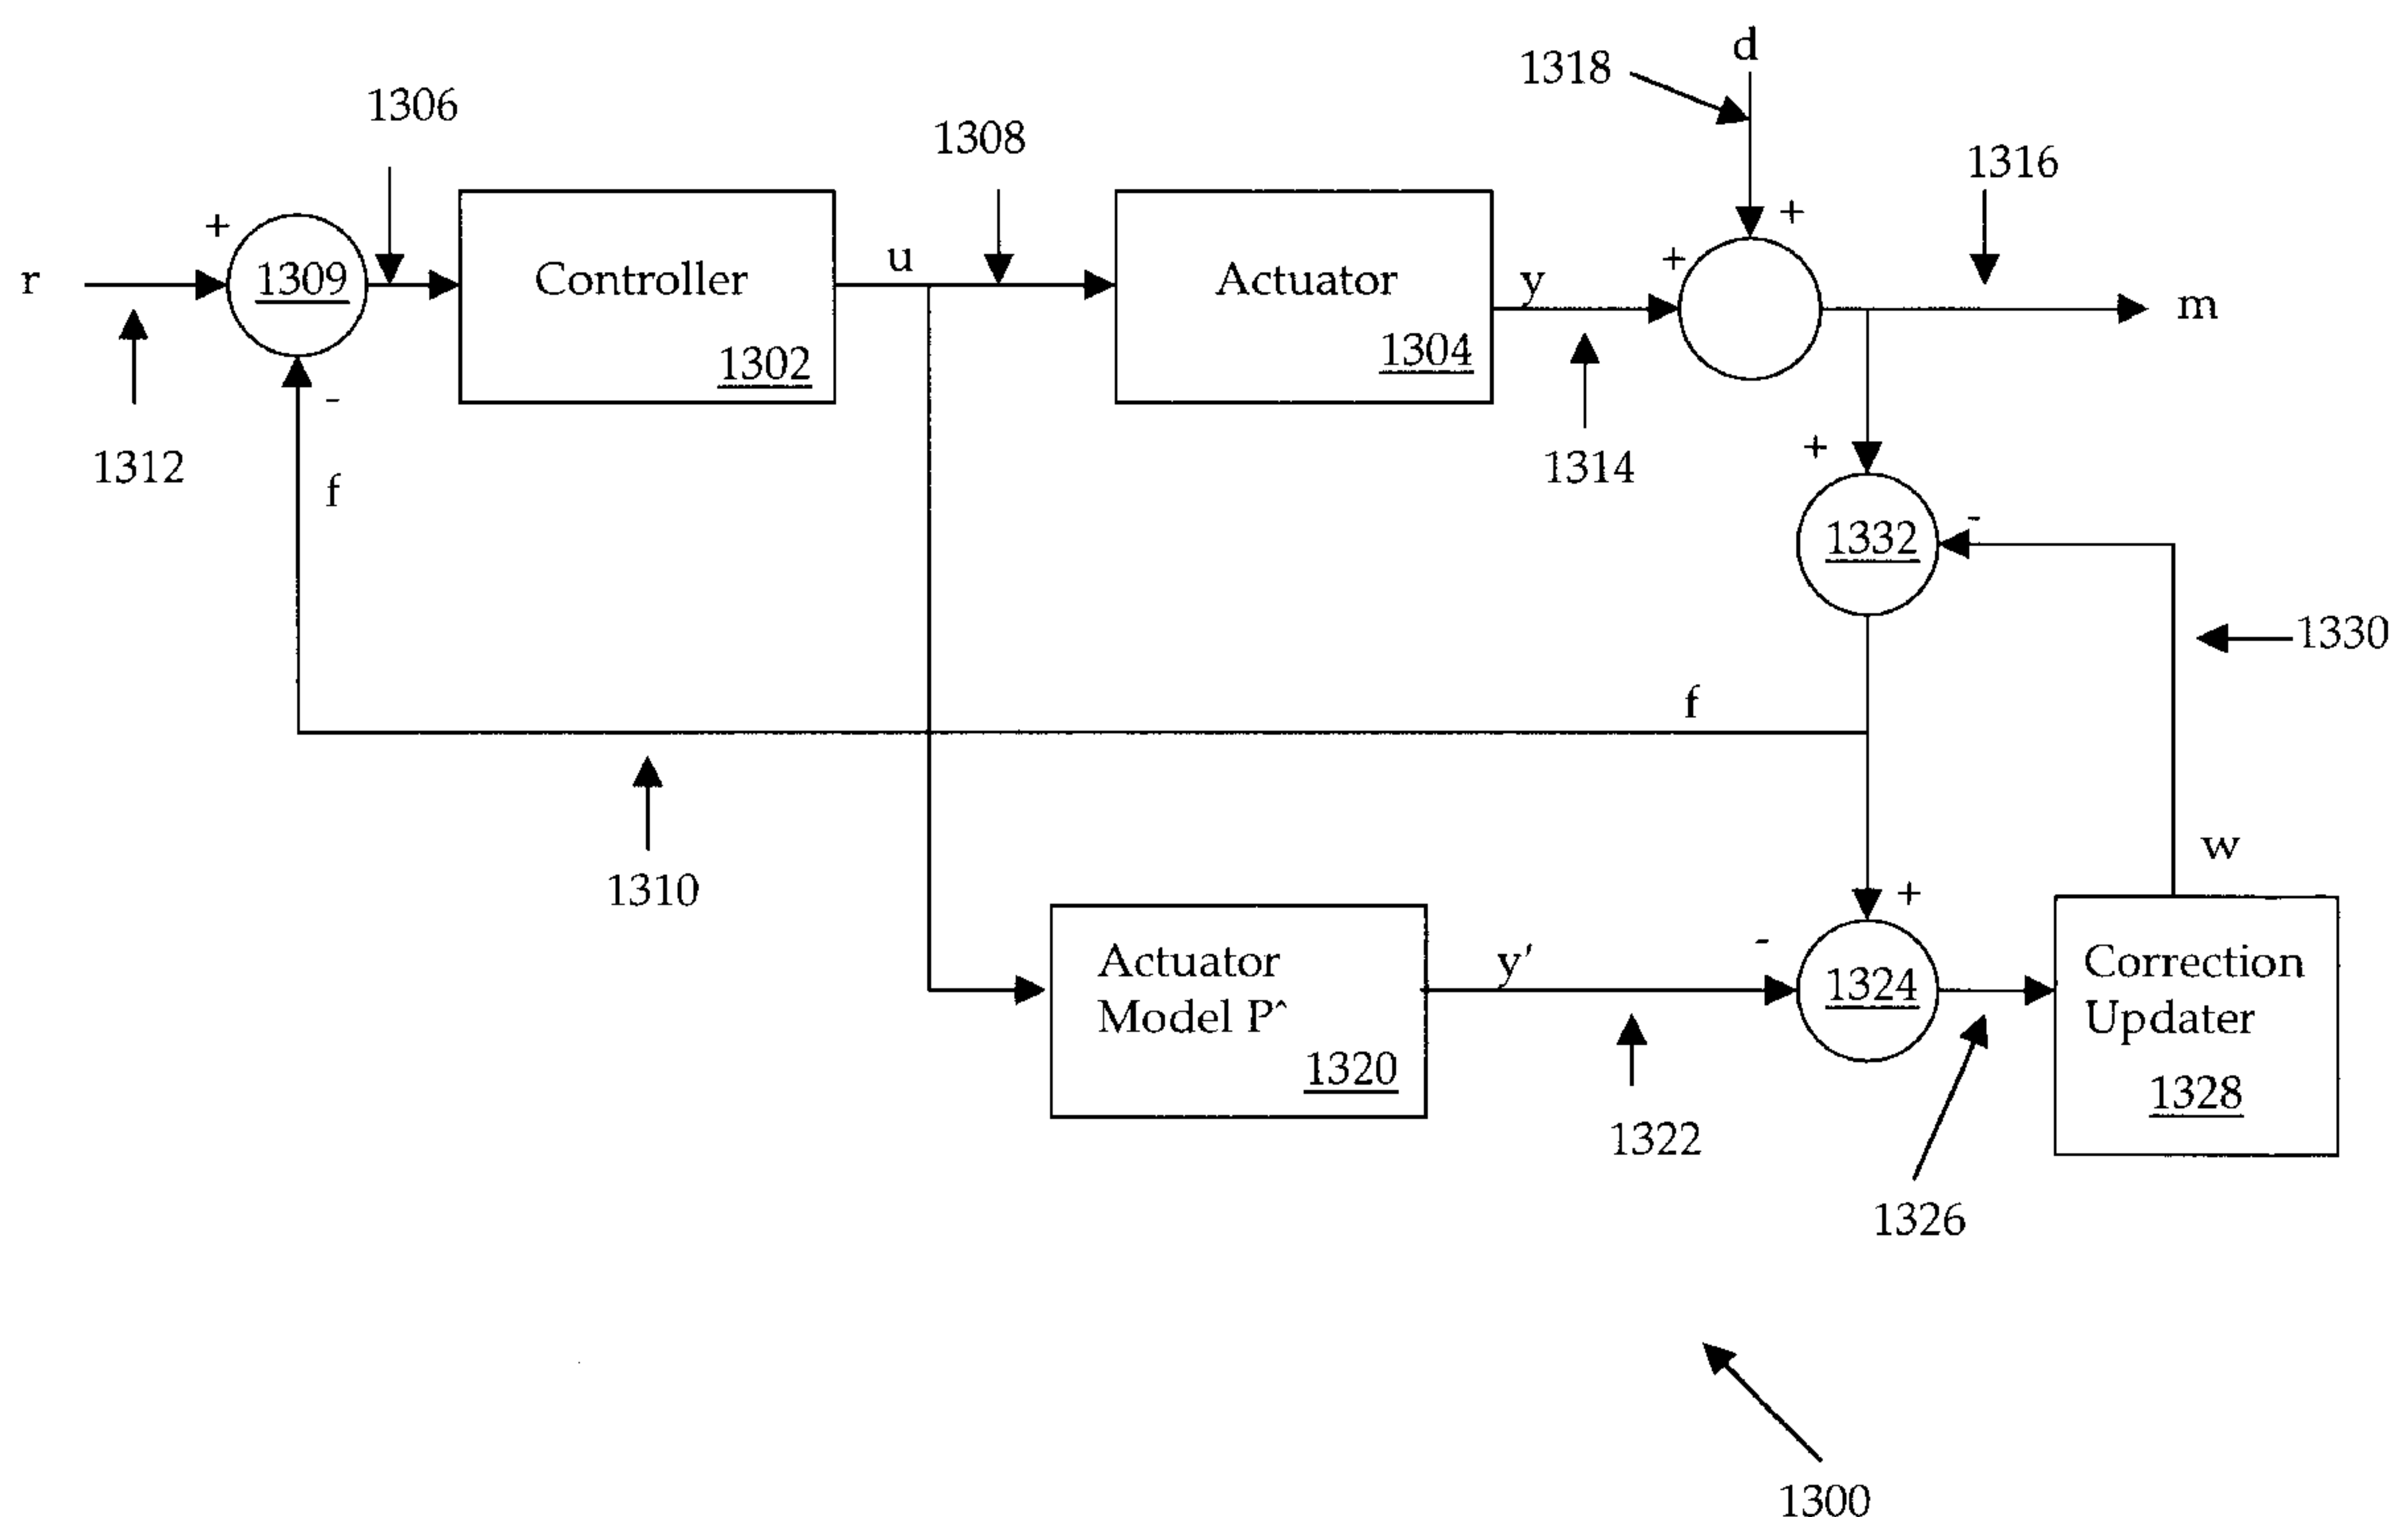 d
1318
1306
1308
1316
+
+
r
1309
Controller
1302
u
Actuator
1304
y
+
m
-
1312
f
1314
+
1332
-
1330
f
1310
w
+
-
Actuator
Model P^
1320
y'
1324
Correction
Updater
1328
1322
1326
1300